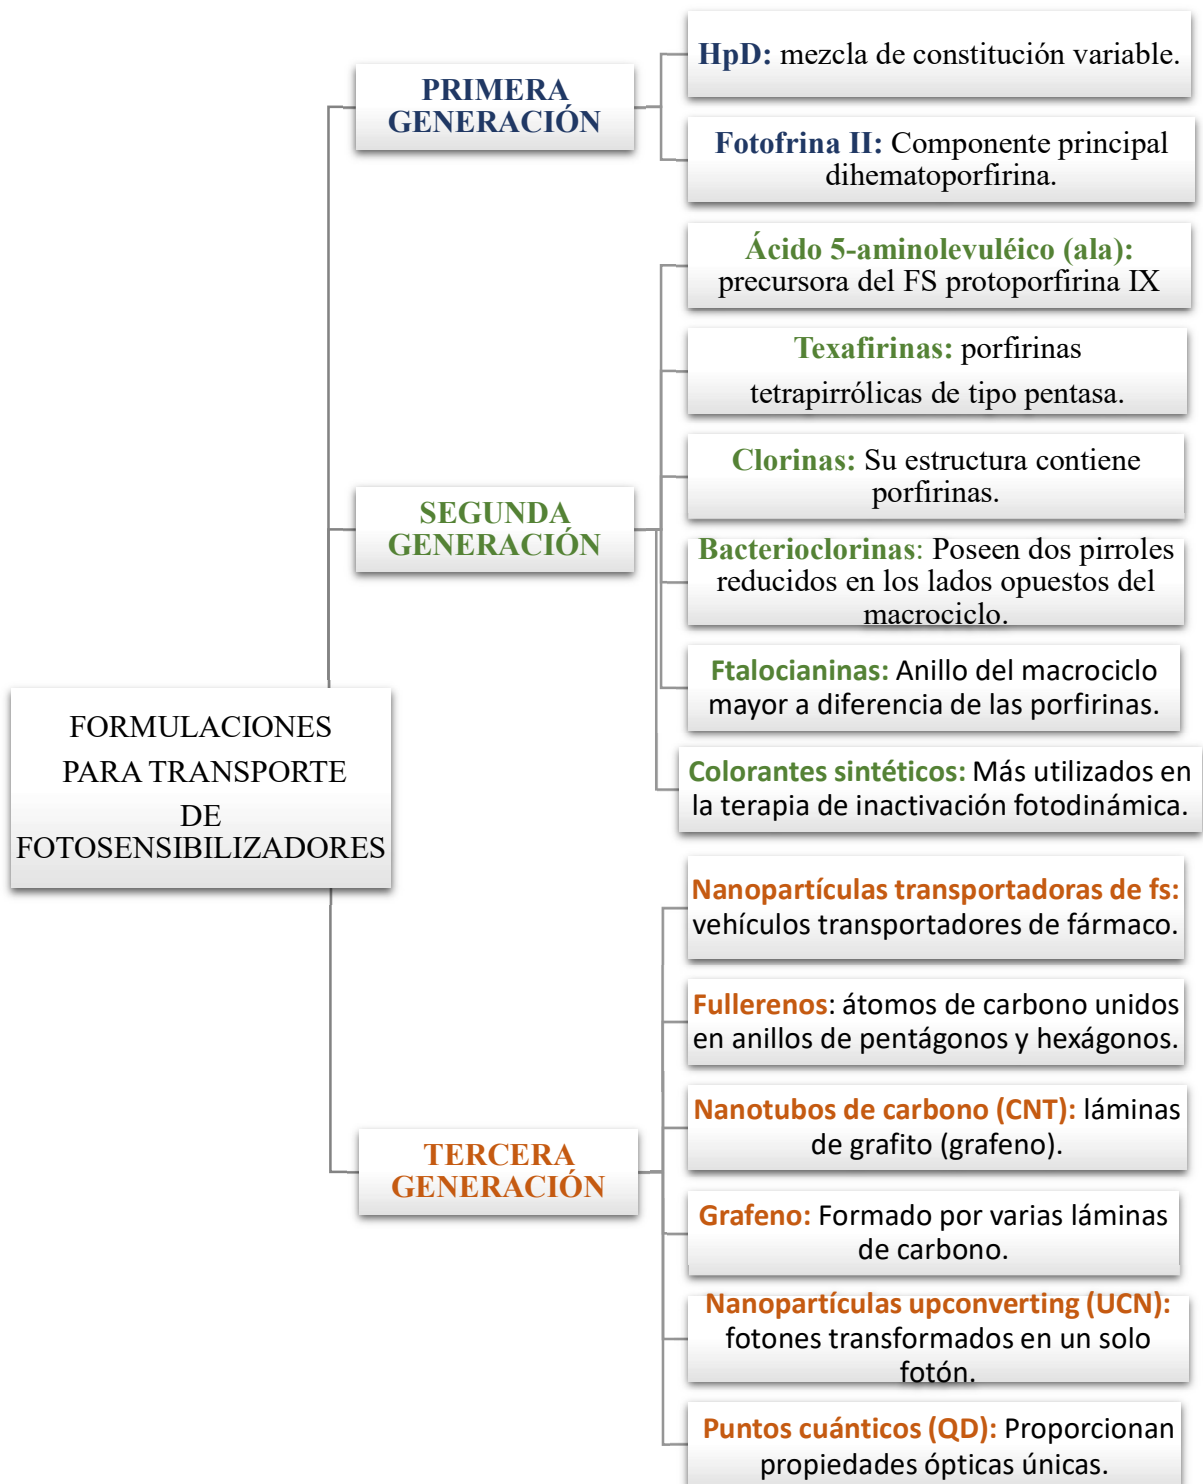 FORMULACIONES
PARA TRANSPORTE
DE
FOTOSENSIBILIZADORES
PRIMERA
GENERACIÓN
HpD: mezcla de constitución variable.
Fotofrina II: Componente principal
dihematoporfirina.
SEGUNDA
GENERACIÓN
Ácido 5-aminolevuléico (ala):
precursora del FS protoporfirina IX
Texafirinas: porfirinas
tetrapirrólicas de tipo pentasa.
Clorinas: Su estructura contiene
porfirinas.
Bacterioclorinas: Poseen dos pirroles
reducidos en los lados opuestos del
macrociclo.
Ftalocianinas: Anillo del macrociclo
mayor a diferencia de las porfirinas.
Colorantes sintéticos: Más utilizados en
la terapia de inactivación fotodinámica.
TERCERA
GENERACIÓN
Nanopartículas transportadoras de fs:
vehículos transportadores de fármaco.
Fullerenos: átomos de carbono unidos
en anillos de pentágonos y hexágonos.
Nanotubos de carbono (CNT): láminas
de grafito (grafeno).
Grafeno: Formado por varias láminas
de carbono.
Nanopartículas upconverting (UCN):
fotones transformados en un solo
fotón.
Puntos cuánticos (QD): Proporcionan
propiedades ópticas únicas.